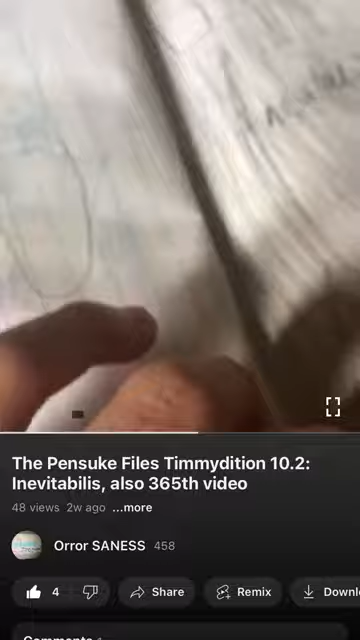 The Pensuke Files Timmydition 10.2:
Inevitabilis, also 365th video
48 views 2w ago ...more
Orror SANESS 458
4 Share Remix